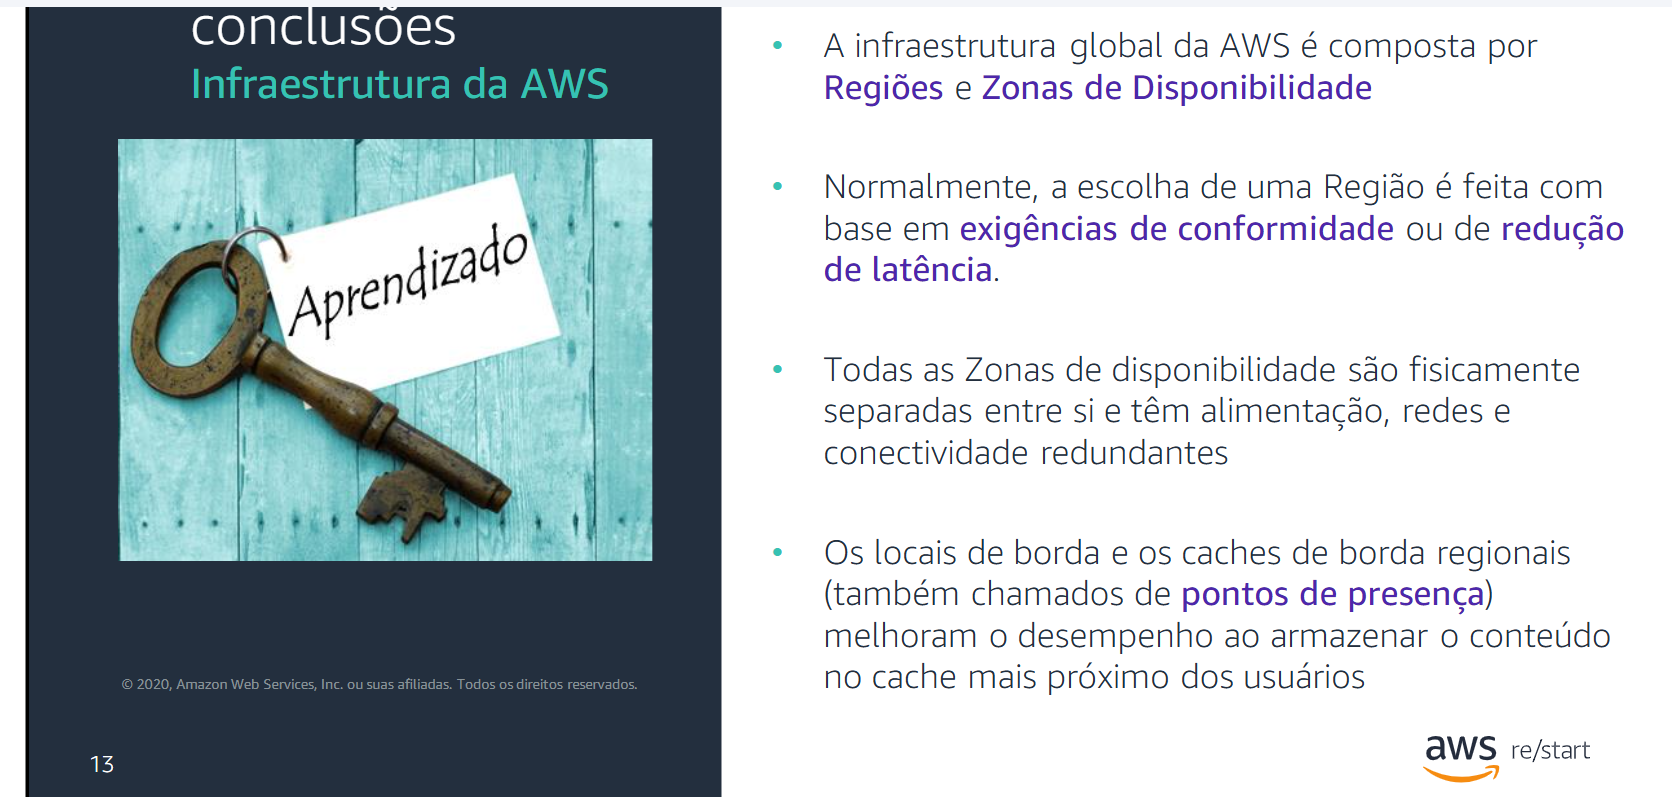 conclusões
Infraestrutura da AWS
Aprendizado
© 2020, Amazon Web Services, Inc. ou suas afiliadas. Todos os direitos reservados.
13
• A infraestrutura global da AWS é composta por
Regiões e Zonas de Disponibilidade
• Normalmente, a escolha de uma Região é feita com
base em exigências de conformidade ou de redução
de latência.
• Todas as Zonas de disponibilidade são fisicamente
separadas entre si e têm alimentação, redes e
conectividade redundantes
• Os locais de borda e os caches de borda regionais
(também chamados de pontos de presença)
melhoram o desempenho ao armazenar o conteúdo
no cache mais próximo dos usuários
aws re/start